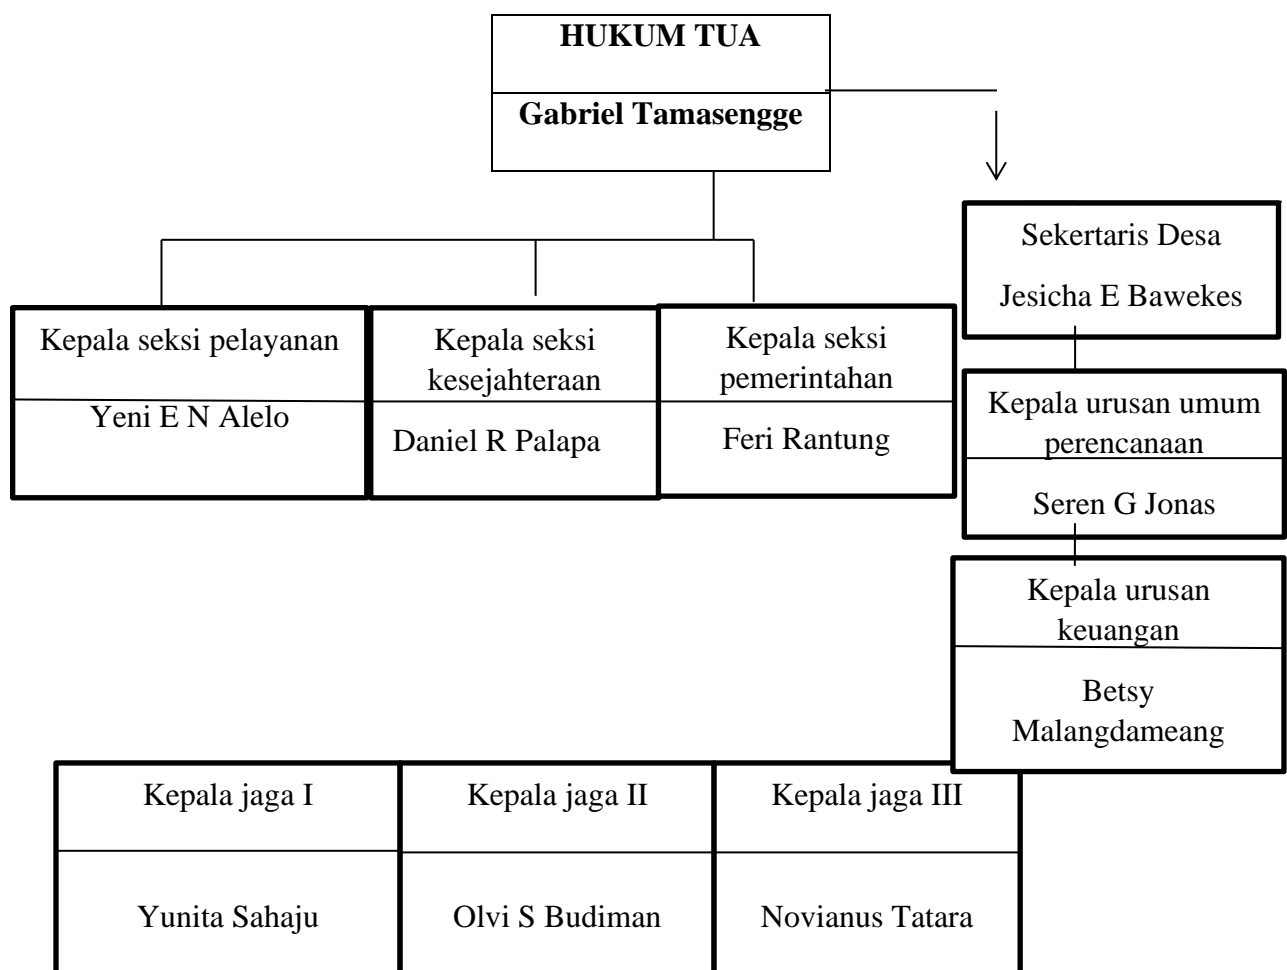 HUKUM TUA
Gabriel Tamasengge
Sekertaris Desa
Jesicha E Bawekes
Kepala seksi pelayanan
Yeni E N Alelo
Kepala seksi
kesejahteraan
Daniel R Palapa
Kepala seksi
pemerintahan
Feri Rantung
Kepala urusan umum
perencanaan
Seren G Jonas
Kepala urusan
keuangan
Betsy
Malangdameang
Kepala jaga I
Yunita Sahaju
Kepala jaga II
Olvi S Budiman
Kepala jaga III
Novianus Tatara